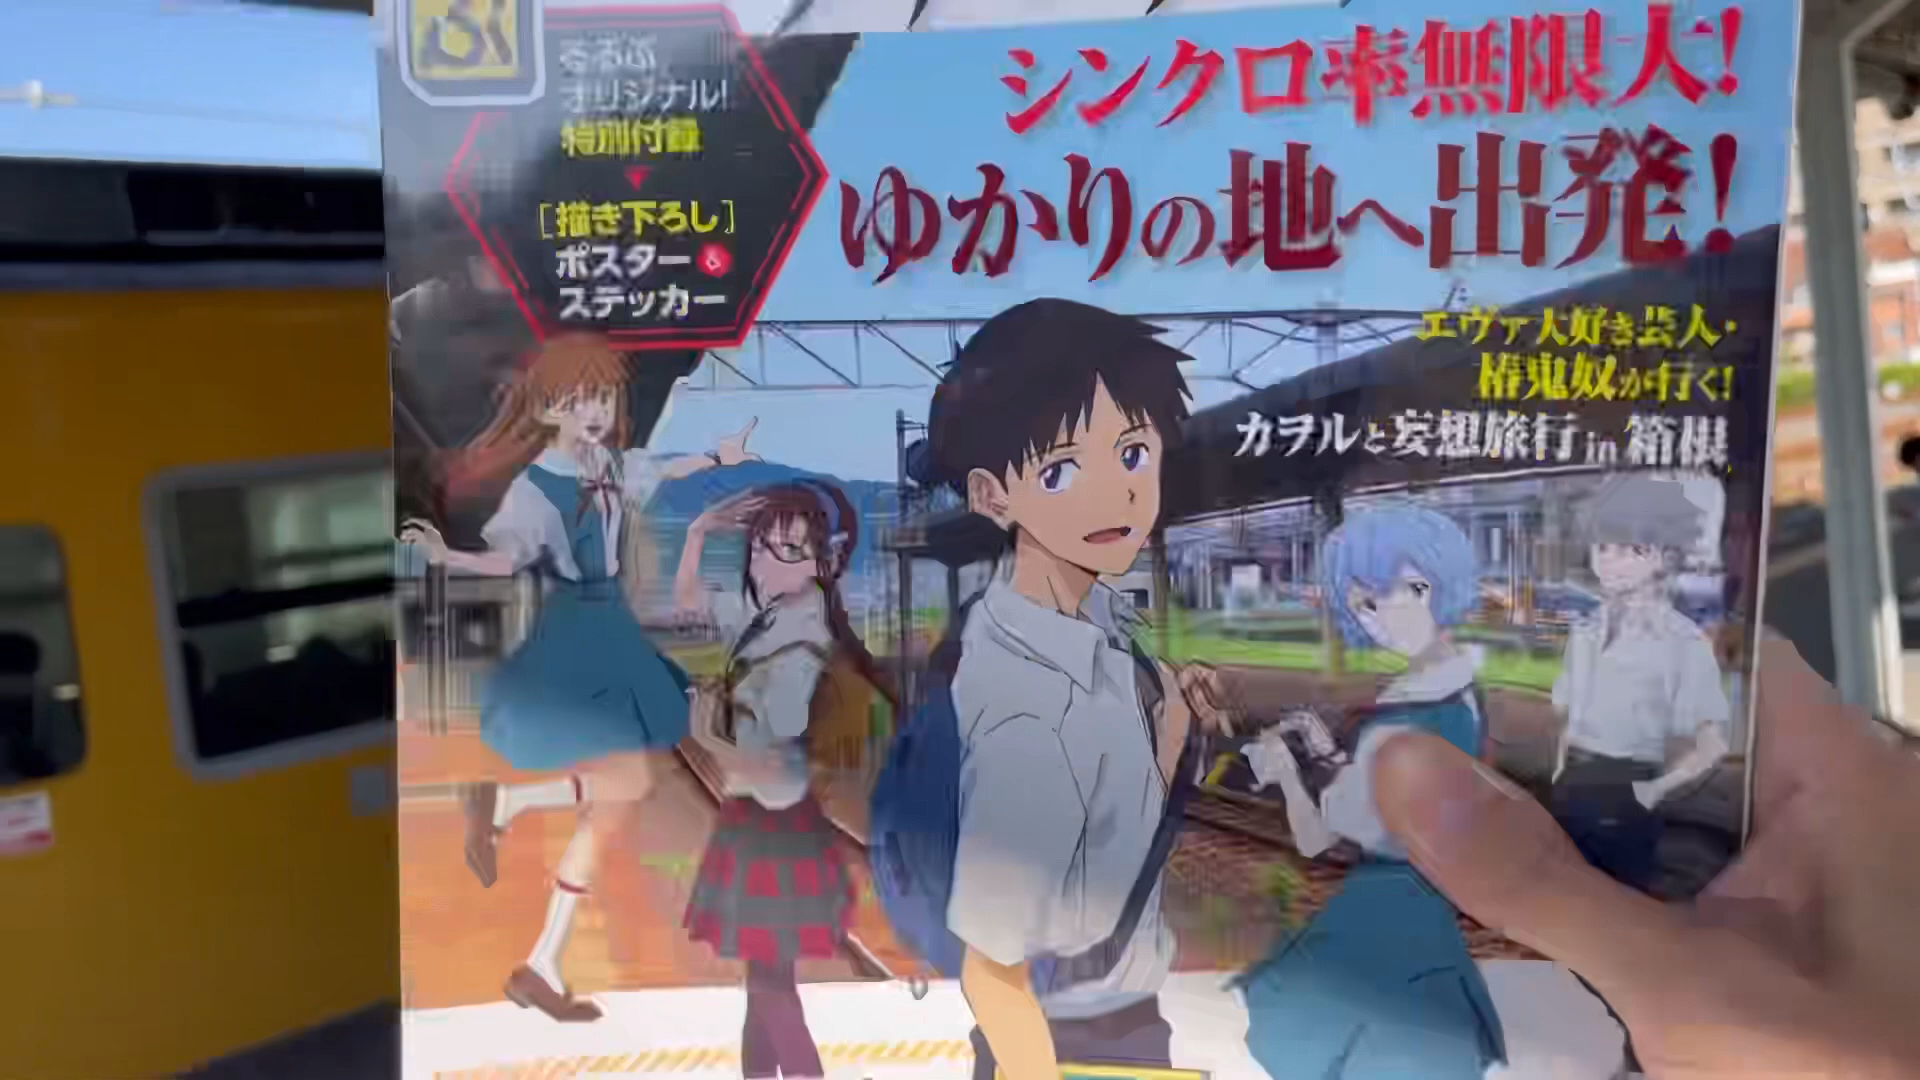 るるぶ
オリジナル!
特別付録
[描き下ろし]
ポスター&
ステッカー
シンクロ率無限大!
ゆかりの地へ出発!
エヴァ大好き芸人・
椿鬼奴が行く!
カヲルと妄想旅行in箱根